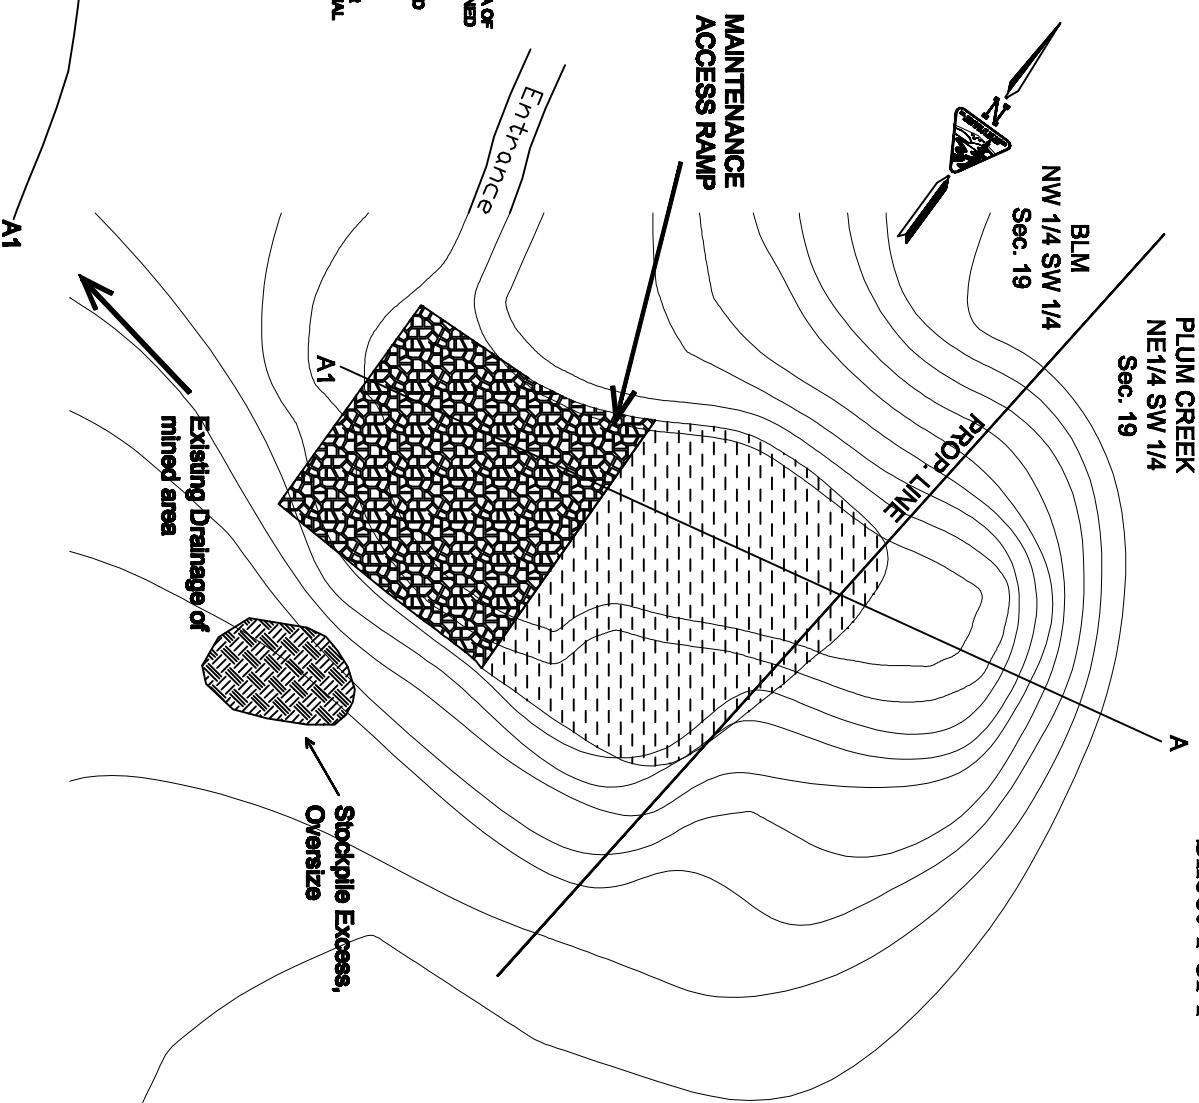 PLUM CREEK
NE1/4 SW 1/4
Sec. 19
BLM
NW 1/4 SW 1/4
Sec. 19
N
PROP. LINE
A
MAINTENANCE
ACCESS RAMP
Entrance
A1
A1
Existing Drainage of
mined area
Stockpile Excess,
Oversize
OF